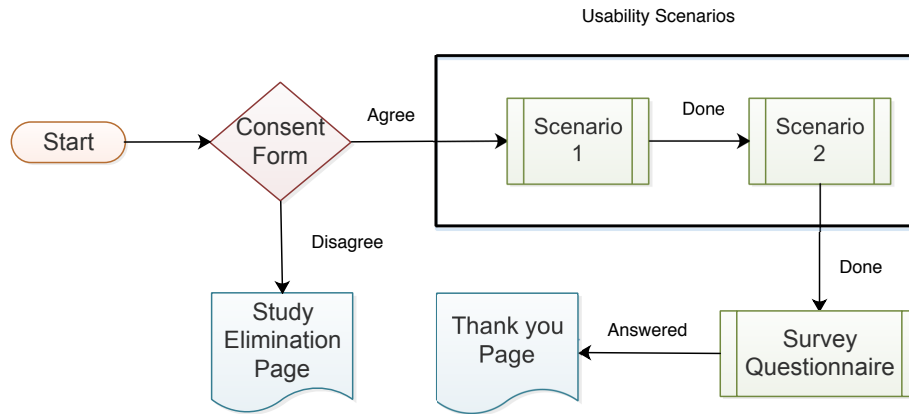 Usability Scenarios
Start
Consent
Form
Agree
Scenario
1
Done
Scenario
2
Disagree
Done
Study
Elimination
Page
Thank you
Page
Answered
Survey
Questionnaire